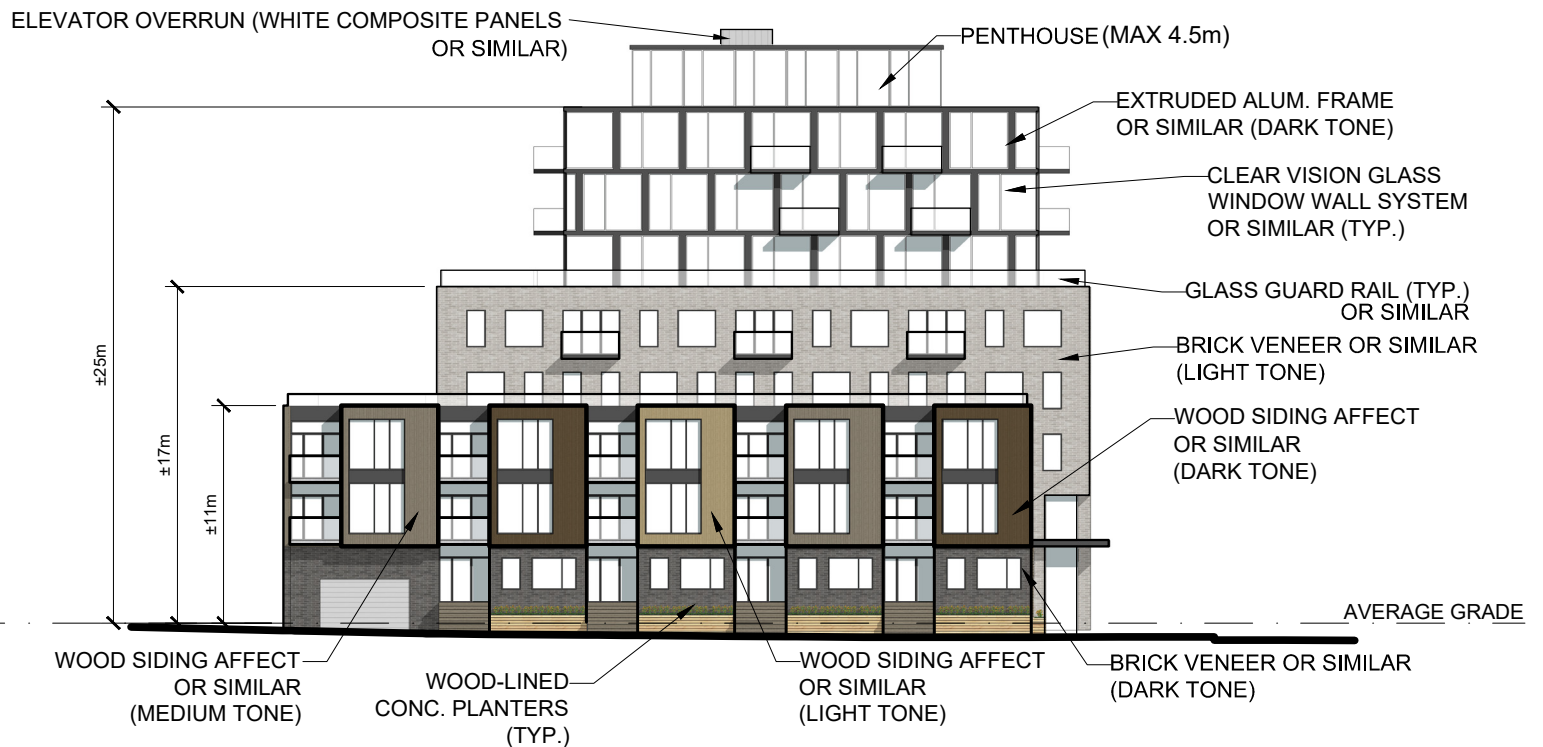 ELEVATOR OVERRUN (WHITE COMPOSITE PANELS
OR SIMILAR)
PENTHOUSE (MAX 4.5m)
EXTRUDED ALUM. FRAME
OR SIMILAR (DARK TONE)
CLEAR VISION GLASS
WINDOW WALL SYSTEM
OR SIMILAR (TYP.)
GLASS GUARD RAIL (TYP.)
OR SIMILAR
BRICK VENEER OR SIMILAR
(LIGHT TONE)
WOOD SIDING AFFECT
OR SIMILAR
(DARK TONE)
±25m
±17m
±11m
AVERAGE GRADE
WOOD SIDING AFFECT
OR SIMILAR
(MEDIUM TONE)
WOOD-LINED
CONC. PLANTERS
(TYP.)
WOOD SIDING AFFECT
OR SIMILAR
(LIGHT TONE)
BRICK VENEER OR SIMILAR
(DARK TONE)